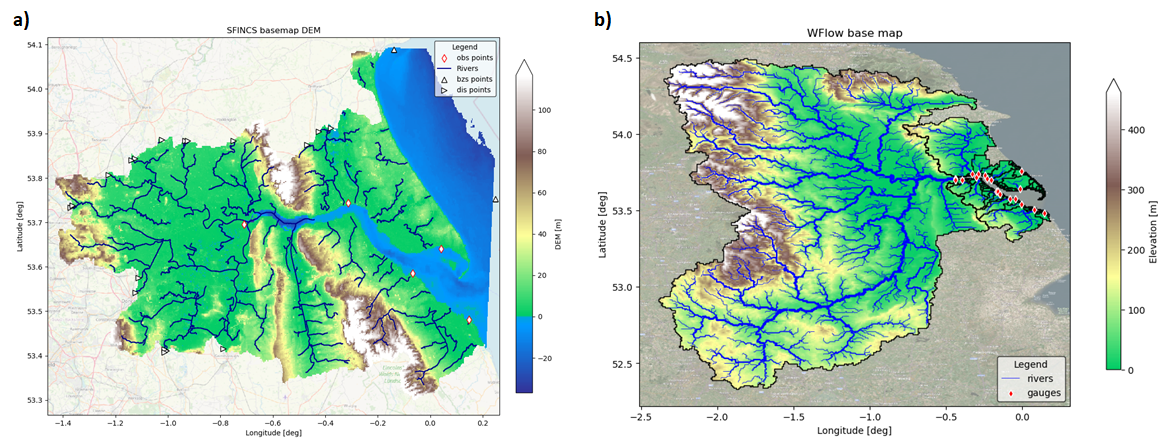 a)
SFINCS basemap DEM
54.1
54.0
53.9
53.8
53.7
53.6
53.5
53.4
53.3
Latitude [deg]
−1.4 −1.2 −1.0 −0.8 −0.6 −0.4 −0.2 0.0 0.2
Longitude [deg]
Legend
obs points
Rivers
bzs points
dis points
100
80
60
40
20
0
−20
DEM [m]
b)
WFlow base map
54.5
54.0
53.5
53.0
52.5
Latitude [deg]
−2.5 −2.0 −1.5 −1.0 −0.5 0.0
Longitude [deg]
Legend
rivers
gauges
400
300
200
100
0
Elevation [m]